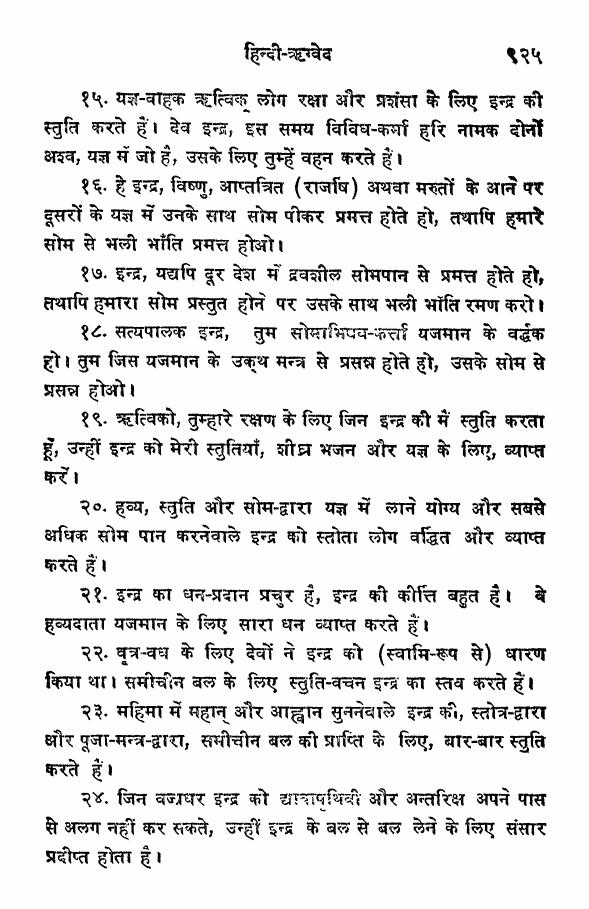 हिन्दी-ऋग्वेद ९२५
१५. यज्ञ-वाहक ऋत्विक् लोग रक्षा और प्रशंसा के लिए इन्द्र की
स्तुति करते हैं। देव इन्द्र, इस समय विविध-कर्मा हरि नामक दोनों
अश्व, यज्ञ में जो है, उसके लिए तुम्हें वहन करते हैं।
१६. हे इन्द्र, विष्णु, आप्तत्रित (राजर्षि) अथवा मरुतों के आने पर
दूसरों के यज्ञ में उनके साथ सोम पीकर प्रमत्त होते हो, तथापि हमारे
सोम से भली भाँति प्रमत्त होओ।
१७. इन्द्र, यद्यपि दूर देश में द्रवशील सोमपान से प्रमत्त होते हो,
तथापि हमारा सोम प्रस्तुत होने पर उसके साथ भली भाँति रमण करो।
१८. सत्यपालक इन्द्र, तुम सोमाभिषव-कर्त्ता यजमान के वर्द्धक
हो। तुम जिस यजमान के उक्थ मन्त्र से प्रसन्न होते हो, उसके सोम से
प्रसन्न होओ।
१९. ऋत्विको, तुम्हारे रक्षण के लिए जिन इन्द्र की मैं स्तुति करता
हूँ, उन्हीं इन्द्र को मेरी स्तुतियाँ, शीघ्र भजन और यज्ञ के लिए, व्याप्त
करें।
२०. हव्य, स्तुति और सोम-द्वारा यज्ञ में लाने योग्य और सबसे
अधिक सोम पान करनेवाले इन्द्र को स्तोता लोग वर्द्धित और व्याप्त
करते हैं।
२१. इन्द्र का धन-प्रदान प्रचुर है, इन्द्र की कीर्त्ति बहुत है। वे
हव्यदाता यजमान के लिए सारा धन व्याप्त करते हैं।
२२. वृत्र-वध के लिए देवों ने इन्द्र को (स्वामि-रूप से) धारण
किया था। समीचीन बल के लिए स्तुति-वचन इन्द्र का स्तव करते हैं।
२३. महिमा में महान् और आह्वान सुननेवाले इन्द्र की, स्तोत्र-द्वारा
और पूजा-मन्त्र-द्वारा, समीचीन बल की प्राप्ति के लिए, बार-बार स्तुति
करते हैं।
२४. जिन वज्रधर इन्द्र को द्यावापृथिवी और अन्तरिक्ष अपने पास
से अलग नहीं कर सकते, उन्हीं इन्द्र के बल से बल लेने के लिए संसार
प्रदीप्त होता है।